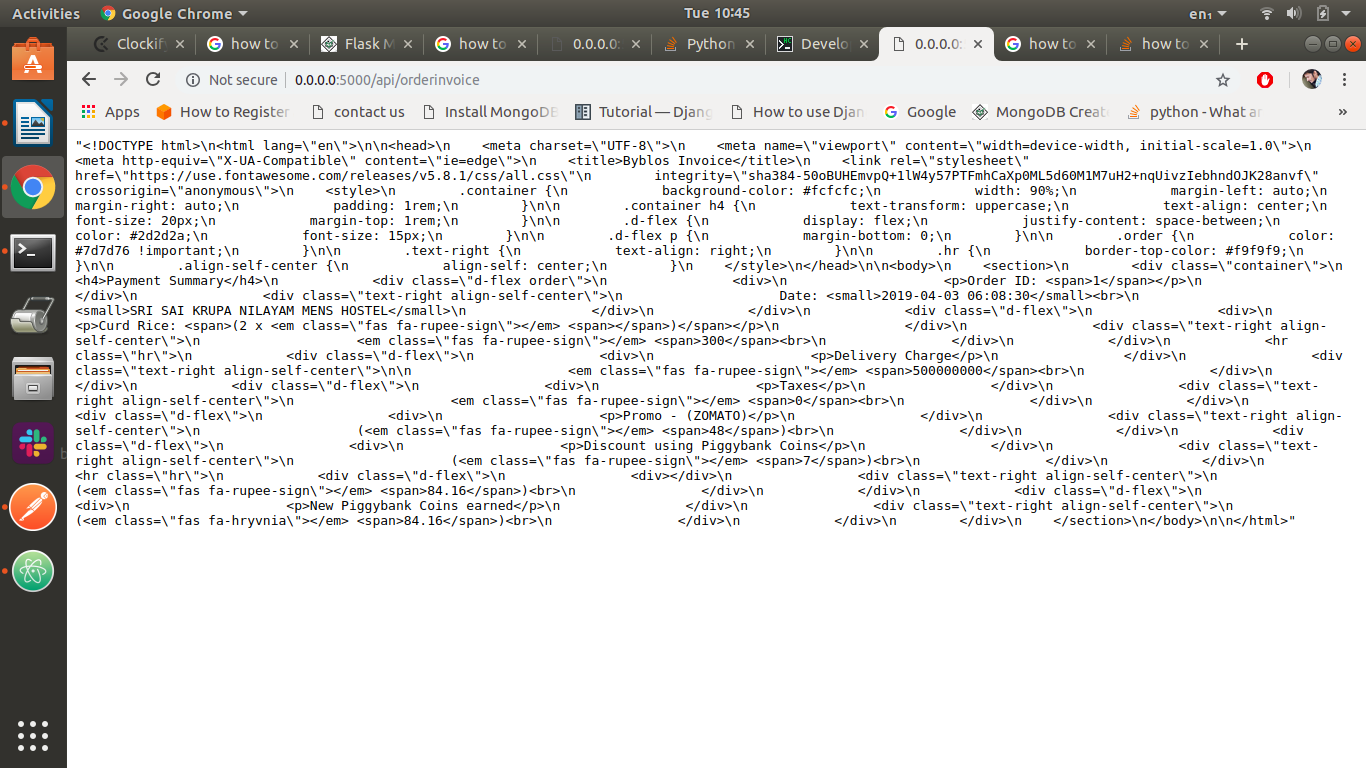 Activities Google Chrome Tue 10:45 en₁
Clockify how to Flask M how to 0.0.0.0: Python Develo 0.0.0.0: how to how to
Not secure 0.0.0.0:5000/api/orderinvoice
Apps How to Register contact us Install MongoDB Tutorial — Djang How to use Djan Google MongoDB Create python - What ar »
"<!DOCTYPE html>\n<html lang=\"en\">\n\n<head>\n    <meta charset=\"UTF-8\">\n    <meta name=\"viewport\" content=\"width=device-width, initial-scale=1.0\">\n
<meta http-equiv=\"X-UA-Compatible\" content=\"ie=edge\">\n    <title>Byblos Invoice</title>\n    <link rel=\"stylesheet\"
href=\"https://use.fontawesome.com/releases/v5.8.1/css/all.css\"\n        integrity=\"sha384-50oBUHEmvpQ+1lW4y57PTFmhCaXp0ML5d60M1M7uH2+nqUivzIebhndOJK28anvf\"
crossorigin=\"anonymous\">\n    <style>\n        .container {\n            background-color: #fcfcfc;\n            width: 90%;\n            margin-left: auto;\n
margin-right: auto;\n            padding: 1rem;\n        }\n\n        .container h4 {\n            text-transform: uppercase;\n            text-align: center;\n
font-size: 20px;\n            margin-top: 1rem;\n        }\n\n        .d-flex {\n            display: flex;\n            justify-content: space-between;\n
color: #2d2d2a;\n            font-size: 15px;\n        }\n\n        .d-flex p {\n            margin-bottom: 0;\n        }\n\n        .order {\n            color:
#7d7d76 !important;\n        }\n\n        .text-right {\n            text-align: right;\n        }\n\n        .hr {\n            border-top-color: #f9f9f9;\n
}\n\n        .align-self-center {\n            align-self: center;\n        }\n    </style>\n</head>\n\n<body>\n    <section>\n        <div class=\"container\">\n
<h4>Payment Summary</h4>\n            <div class=\"d-flex order\">\n                <div>\n                    <p>Order ID: <span>1</span></p>\n
</div>\n                <div class=\"text-right align-self-center\">\n                    Date: <small>2019-04-03 06:08:30</small><br>\n
<small>SRI SAI KRUPA NILAYAM MENS HOSTEL</small>\n                </div>\n            </div>\n            <div class=\"d-flex\">\n                <div>\n
<p>Curd Rice: <span>(2 x <em class=\"fas fa-rupee-sign\"></em> <span></span>)</span></p>\n                </div>\n                <div class=\"text-right align-
self-center\">\n                    <em class=\"fas fa-rupee-sign\"></em> <span>300</span><br>\n                </div>\n            </div>\n            <hr
class=\"hr\">\n            <div class=\"d-flex\">\n                <div>\n                    <p>Delivery Charge</p>\n                </div>\n                <div
class=\"text-right align-self-center\">\n\n                    <em class=\"fas fa-rupee-sign\"></em> <span>500000000</span><br>\n                </div>\n
</div>\n            <div class=\"d-flex\">\n                <div>\n                    <p>Taxes</p>\n                </div>\n                <div class=\"text-
right align-self-center\">\n                    <em class=\"fas fa-rupee-sign\"></em> <span>0</span><br>\n                </div>\n            </div>\n
<div class=\"d-flex\">\n                <div>\n                    <p>Promo - (ZOMATO)</p>\n                </div>\n                <div class=\"text-right align-
self-center\">\n                    (<em class=\"fas fa-rupee-sign\"></em> <span>48</span>)<br>\n                </div>\n            </div>\n            <div
class=\"d-flex\">\n                <div>\n                    <p>Discount using Piggybank Coins</p>\n                </div>\n                <div class=\"text-
right align-self-center\">\n                    (<em class=\"fas fa-rupee-sign\"></em> <span>7</span>)<br>\n                </div>\n            </div>\n
<hr class=\"hr\">\n            <div class=\"d-flex\">\n                <div></div>\n                <div class=\"text-right align-self-center\">\n
(<em class=\"fas fa-rupee-sign\"></em> <span>84.16</span>)<br>\n                </div>\n            </div>\n            <div class=\"d-flex\">\n
<div>\n                    <p>New Piggybank Coins earned</p>\n                </div>\n                <div class=\"text-right align-self-center\">\n
(<em class=\"fas fa-hryvnia\"></em> <span>84.16</span>)<br>\n                </div>\n            </div>\n        </div>\n    </section>\n</body>\n\n</html>"